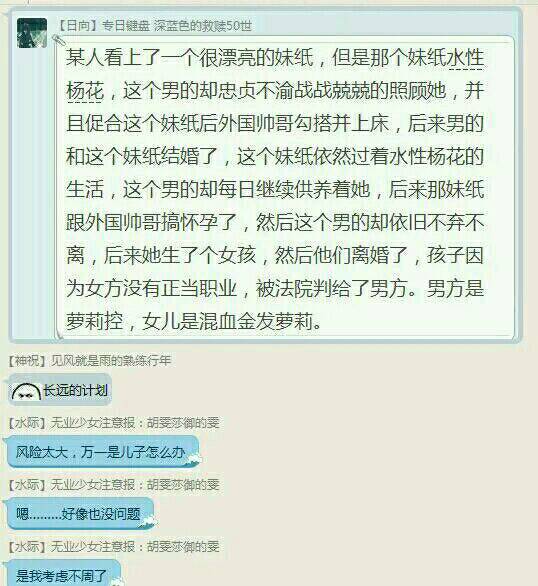 【日向】专日键盘 深蓝色的救赎50世
某人看上了一个很漂亮的妹纸，但是那个妹纸水性
杨花，这个男的却忠贞不渝战战兢兢的照顾她，并
且促合这个妹纸后外国帅哥勾搭并上床，后来男的
和这个妹纸结婚了，这个妹纸依然过着水性杨花的
生活，这个男的却每日继续供养着她，后来那妹纸
跟外国帅哥搞怀孕了，然后这个男的却依旧不弃不
离，后来她生了个女孩，然后他们离婚了，孩子因
为女方没有正当职业，被法院判给了男方。男方是
萝莉控，女儿是混血金发萝莉。
【神祝】见风就是雨的熟练行年
长远的计划
【水际】无业少女注意报：胡雯莎御的雯
风险太大，万一是儿子怎么办
【水际】无业少女注意报：胡雯莎御的雯
嗯.........好像也没问题
【水际】无业少女注意报：胡雯莎御的雯
是我考虑不周了